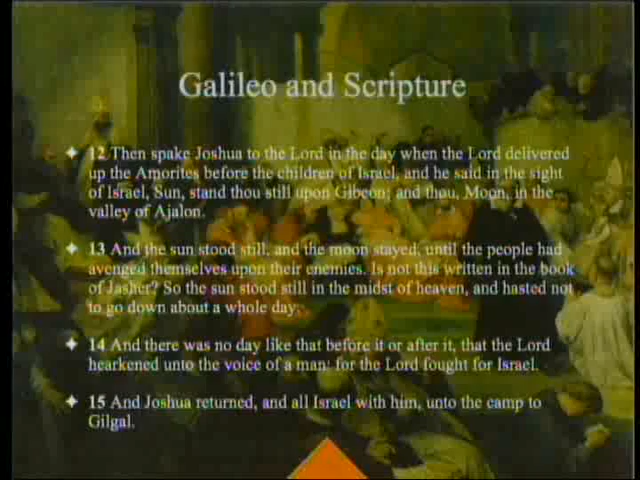 Galileo and Scripture
12 Then spake Joshua to the Lord in the day when the Lord delivered
up the Amorites before the children of Israel, and he said in the sight
of Israel, Sun, stand thou still upon Gibeon; and thou, Moon, in the
valley of Ajalon.
13 And the sun stood still, and the moon stayed, until the people had
avenged themselves upon their enemies. Is not this written in the book
of Jasher? So the sun stood still in the midst of heaven, and hasted not
to go down about a whole day.
14 And there was no day like that before it or after it, that the Lord
hearkened unto the voice of a man: for the Lord fought for Israel.
15 And Joshua returned, and all Israel with him, unto the camp to
Gilgal.